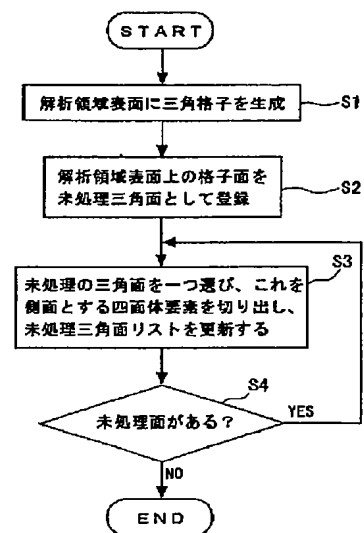 START
解析領域表面に三角格子を生成
S1
解析領域表面上の格子面を
未処理三角面として登録
S2
未処理の三角面を一つ選び、これを
側面とする四面体要素を切り出し、
未処理三角面リストを更新する
S3
S4
未処理面がある?
YES
NO
END